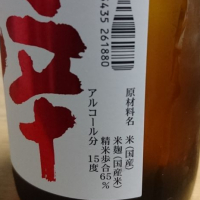 435 261880
原材料名 米(国産)
米麹(国産米)
精米歩合65%
アルコール分 15度